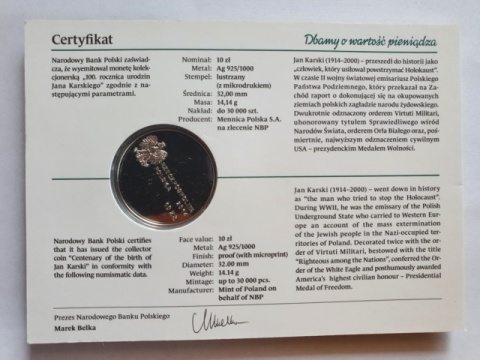 Certyfikat
Dbamy o wartość pieniądza
Narodowy Bank Polski zaświad-
cza, że wyemitował monetę kolek-
cjonerską „100. rocznica urodzin
Jana Karskiego" zgodnie z na-
stępującymi parametrami.
Nominał: 10 zł
Metal: Ag 925/1000
Stempel: lustrzany
(z mikrodrukiem)
Średnica: 32,00 mm
Masa: 14,14 g
Nakład: do 30 000 szt.
Producent: Mennica Polska S.A.
na zlecenie NBP
Jan Karski (1914–2000) – przeszedł do historii jako
„człowiek, który usiłował powstrzymać Holokaust".
W czasie II wojny światowej emisariusz Polskiego
Państwa Podziemnego, który przekazał na Za-
chód raport o dokonującej się na okupowanych
ziemiach polskich zagładzie narodu żydowskiego.
Dwukrotnie odznaczony orderem Virtuti Militari,
uhonorowany tytułem Sprawiedliwego wśród
Narodów Świata, orderem Orła Białego oraz, poś-
miertnie, najwyższym odznaczeniem cywilnym
USA – prezydenckim Medalem Wolności.
Narodowy Bank Polski certifies
that it has issued the collector
coin "Centenary of the birth of
Jan Karski" in conformity with
the following numismatic data.
Face value: 10 zł
Metal: Ag 925/1000
Finish: proof (with microprint)
Diameter: 32.00 mm
Weight: 14.14 g
Mintage: up to 30 000 pcs.
Manufacturer: Mint of Poland on
behalf of NBP
Jan Karski (1914–2000) – went down in history
as "the man who tried to stop the Holocaust".
During WWII, he was the emissary of the Polish
Underground State who carried to Western Eur-
ope an account of the mass extermination
of the Jewish people in the Nazi-occupied ter-
ritories of Poland. Decorated twice with the or-
der of Virtuti Militari, bestowed with the title
"Righteous among the Nations", conferred the Or-
der of the White Eagle and posthumously awarded
America's highest civilian honour – Presidential
Medal of Freedom.
Prezes Narodowego Banku Polskiego
Marek Belka